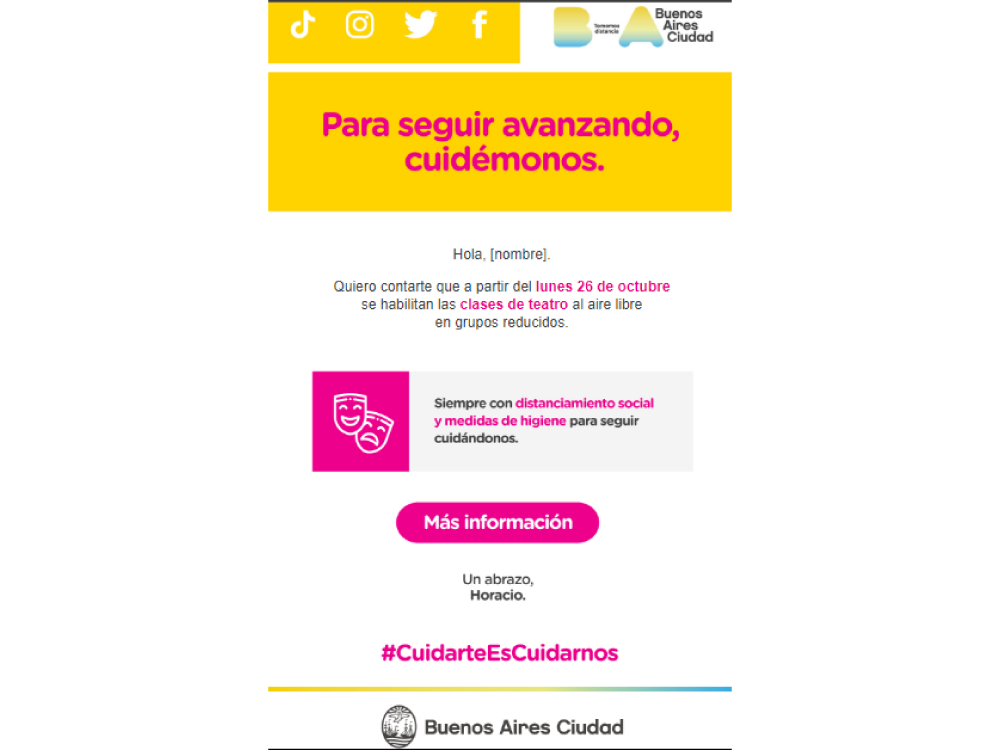 Tomemos
distancia
Buenos
Aires
Ciudad
Para seguir avanzando,
cuidémonos.
Hola, [nombre].
Quiero contarte que a partir del lunes 26 de octubre
se habilitan las clases de teatro al aire libre
en grupos reducidos.
Siempre con distanciamiento social
y medidas de higiene para seguir
cuidándonos.
Más información
Un abrazo,
Horacio.
#CuidarteEsCuidarnos
Buenos Aires Ciudad